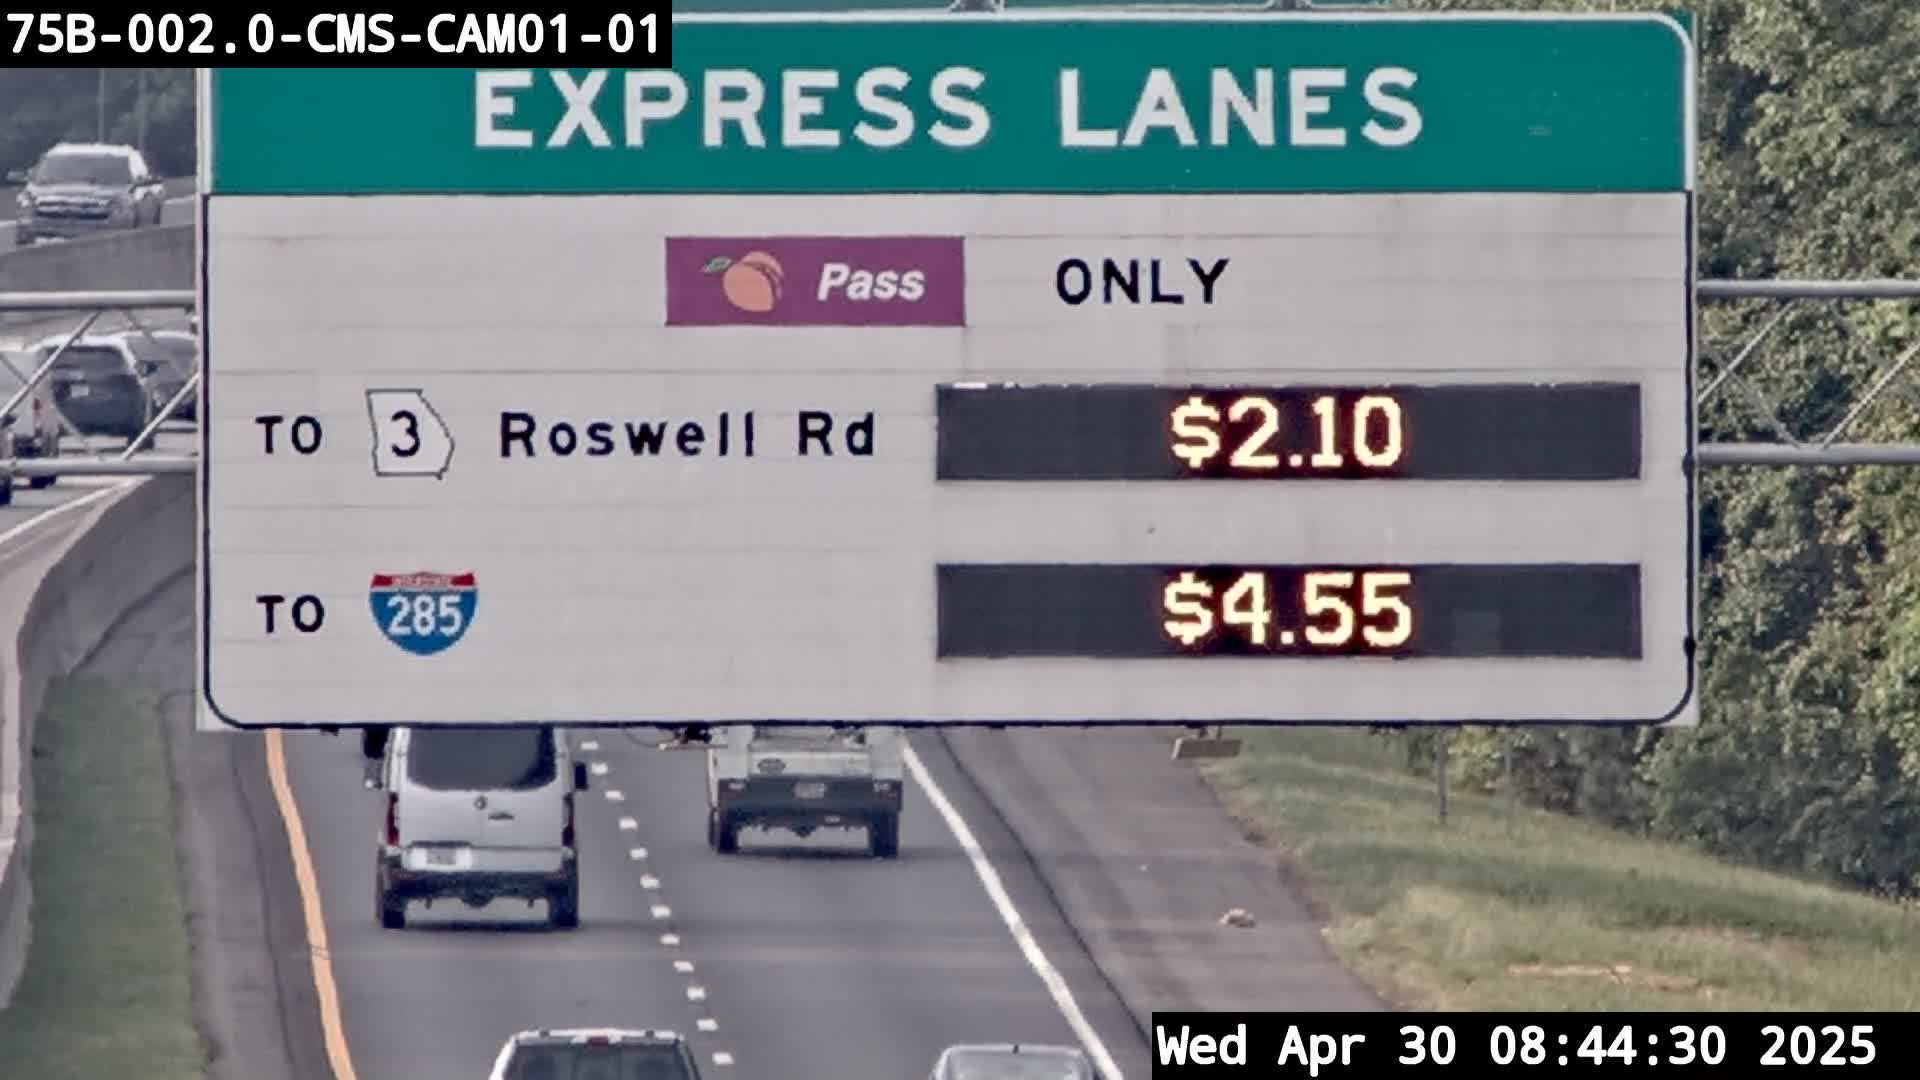 75B-002.0-CMS-CAM01-01
EXPRESS LANES
Pass ONLY
TO 3 Roswell Rd $2.10
TO INTERSTATE 285 $4.55
Wed Apr 30 08:44:30 2025